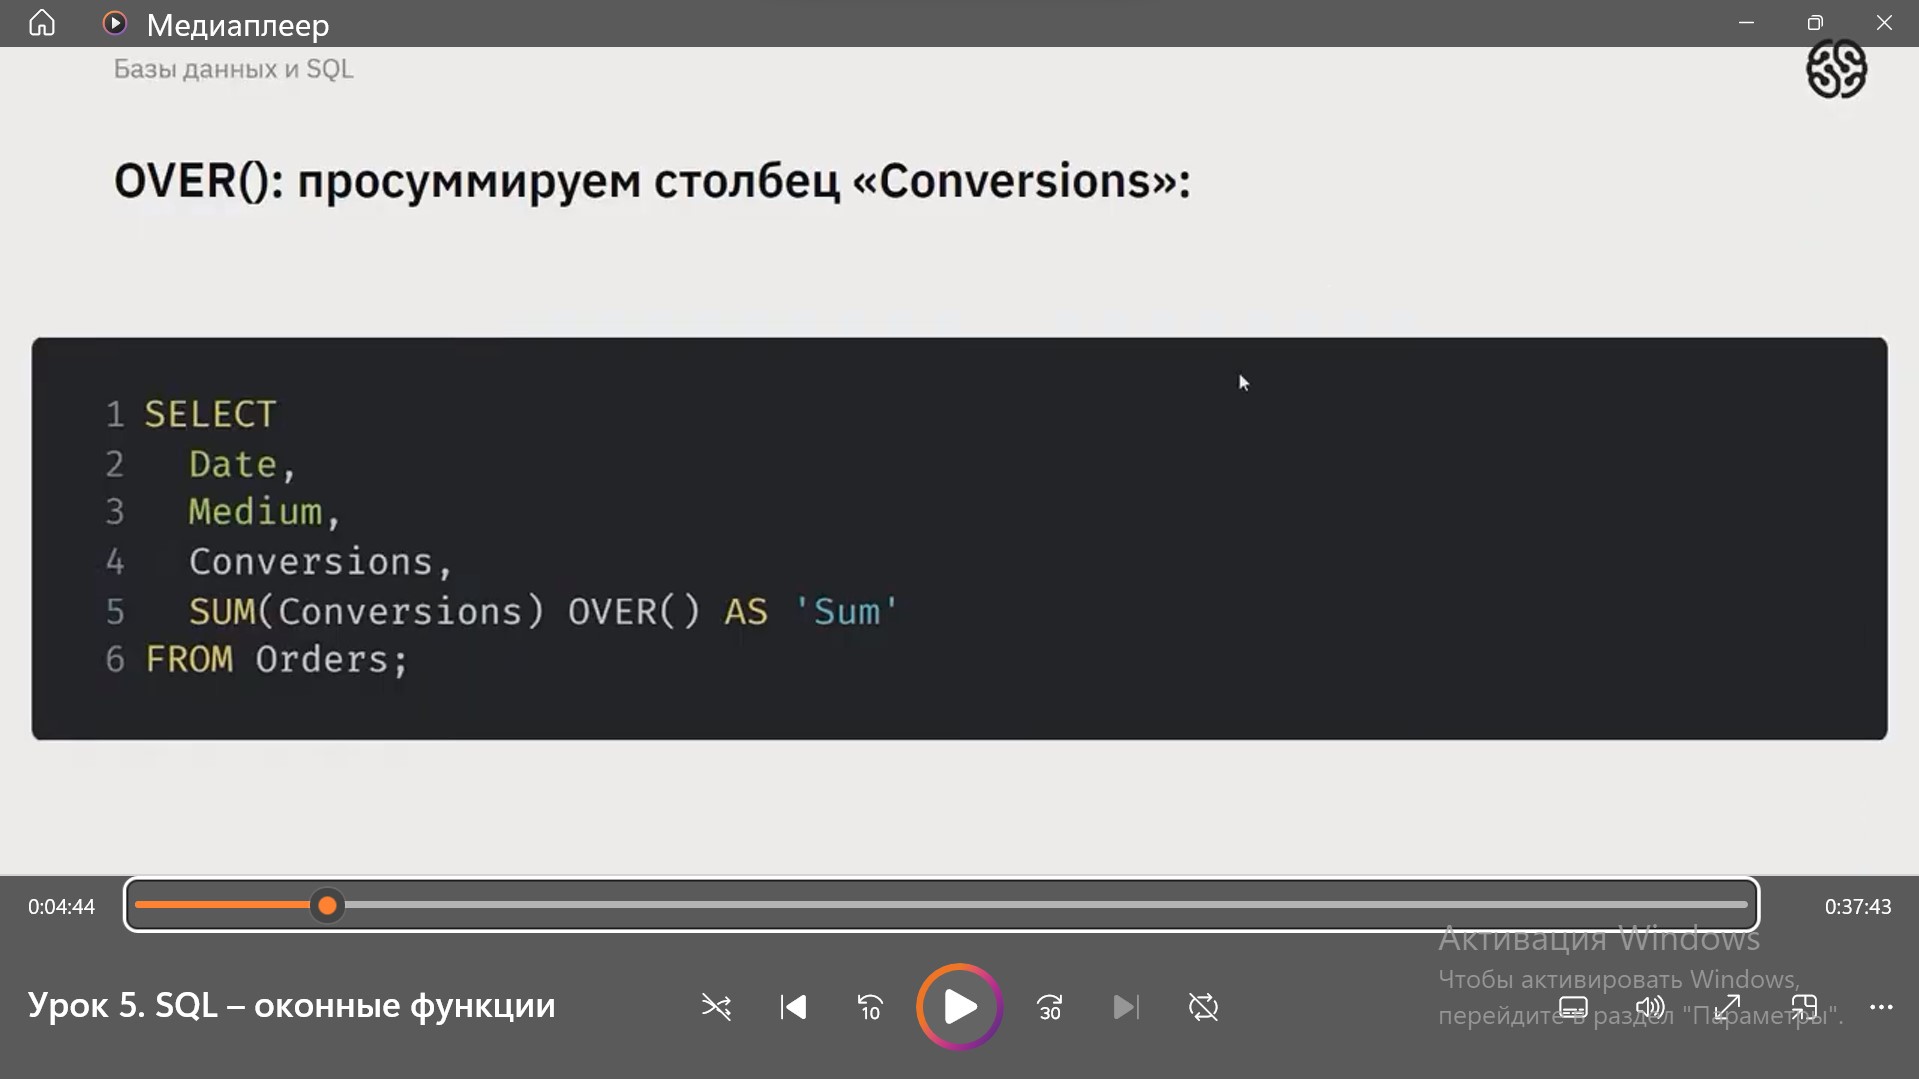 Медиаплеер
Базы данных и SQL
OVER(): просуммируем столбец «Conversions»:
1 SELECT
2 Date,
3 Medium,
4 Conversions,
5 SUM(Conversions) OVER() AS 'Sum'
6 FROM Orders;
0:04:44
0:37:43
Активация Windows
Чтобы активировать Windows,
перейдите в раздел "Параметры".
Урок 5. SQL – оконные функции
10
30